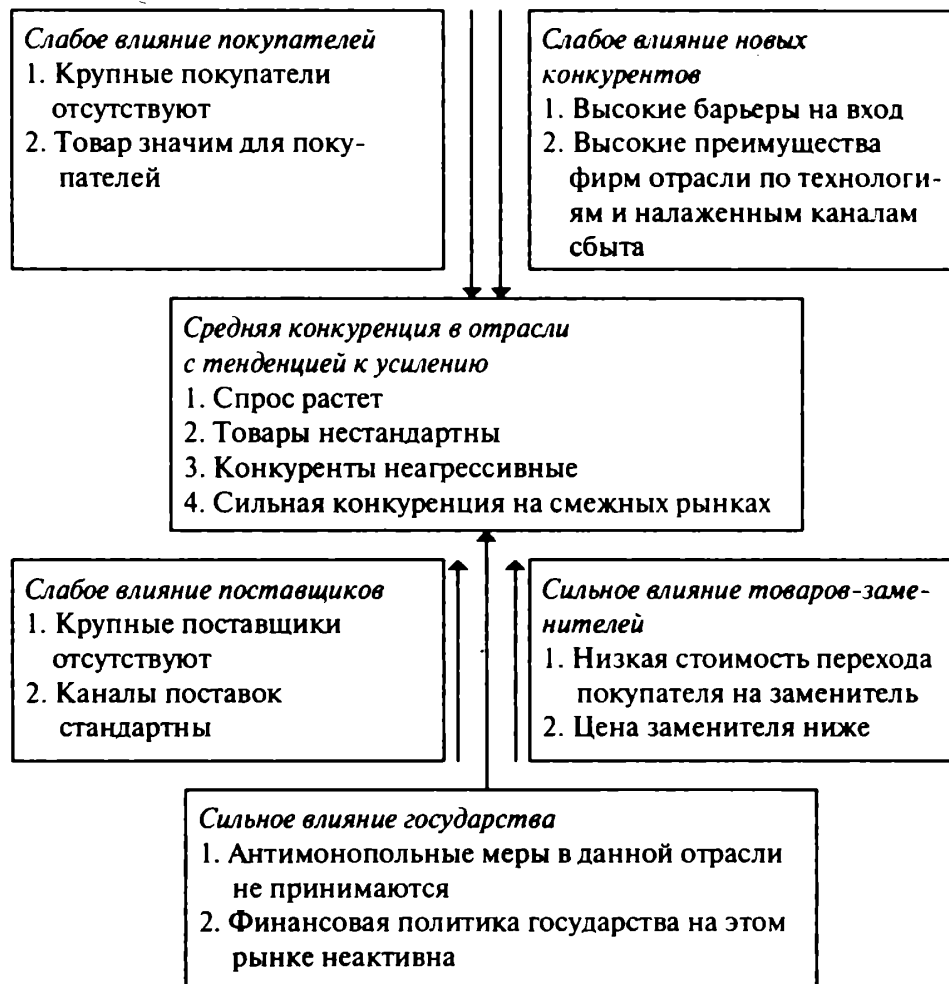 Слабое влияние покупателей
1. Крупные покупатели
отсутствуют
2. Товар значим для поку-
пателей
Слабое влияние новых
конкурентов
1. Высокие барьеры на вход
2. Высокие преимущества
фирм отрасли по технологи-
ям и налаженным каналам
сбыта
Средняя конкуренция в отрасли
с тенденцией к усилению
1. Спрос растет
2. Товары нестандартны
3. Конкуренты неагрессивные
4. Сильная конкуренция на смежных рынках
Слабое влияние поставщиков
1. Крупные поставщики
отсутствуют
2. Каналы поставок
стандартны
Сильное влияние товаров-заме-
нителей
1. Низкая стоимость перехода
покупателя на заменитель
2. Цена заменителя ниже
Сильное влияние государства
1. Антимонопольные меры в данной отрасли
не принимаются
2. Финансовая политика государства на этом
рынке неактивна